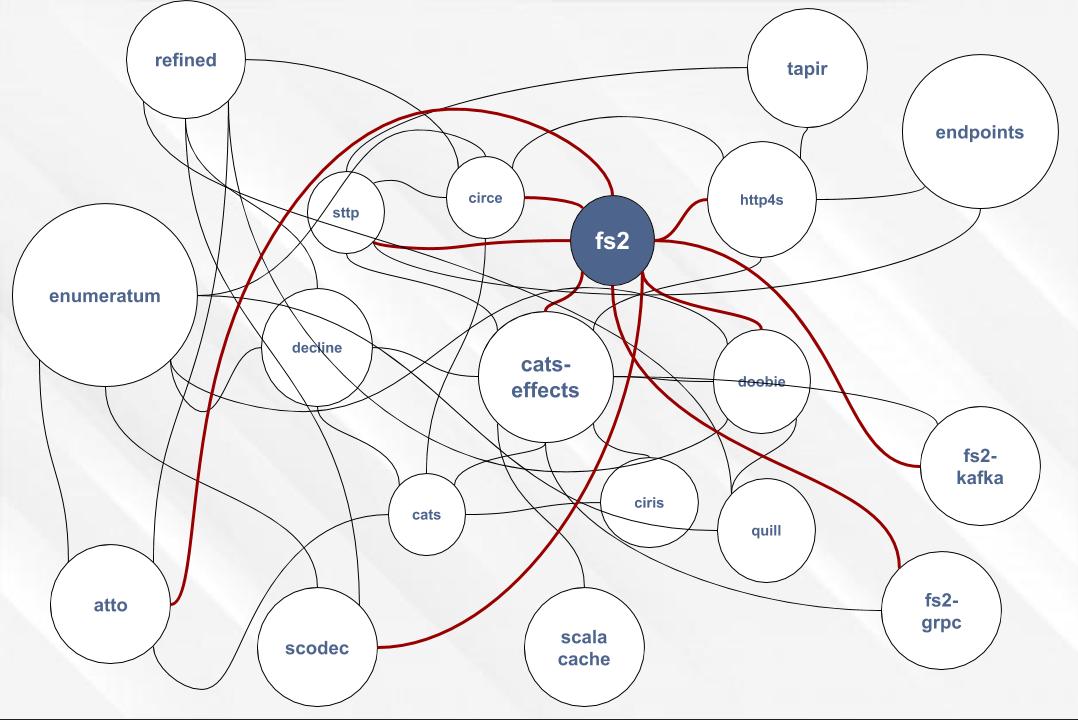 refined
tapir
endpoints
circe
http4s
sttp
fs2
enumeratum
decline
cats-
effects
doobie
fs2-
kafka
ciris
cats
quill
atto
fs2-
grpc
scodec
scala
cache